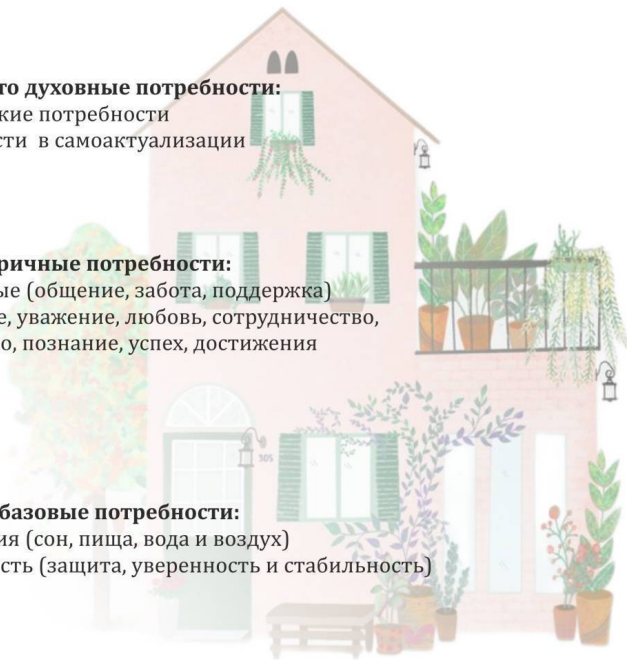 то духовные потребности:
кие потребности
сти в самоактуализации
ричные потребности:
ые (общение, забота, поддержка)
е, уважение, любовь, сотрудничество,
о, познание, успех, достижения
базовые потребности:
ия (сон, пища, вода и воздух)
сть (защита, уверенность и стабильность)
305